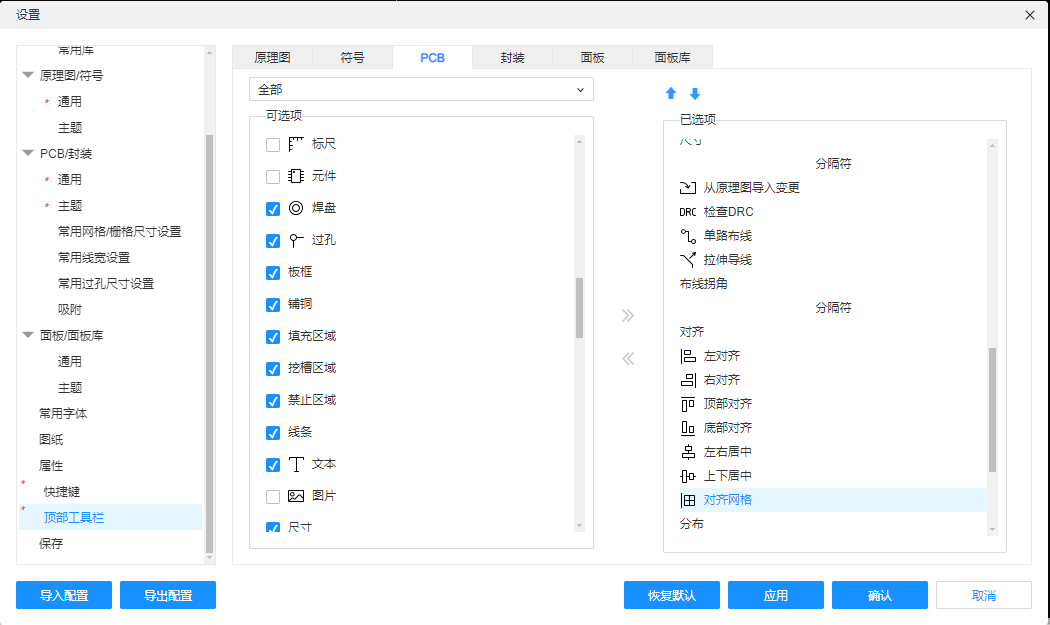 设置
常用库
原理图/符号
* 通用
主题
PCB/封装
* 通用
* 主题
常用网格/栅格尺寸设置
常用线宽设置
常用过孔尺寸设置
吸附
面板/面板库
通用
主题
常用字体
图纸
属性
* 快捷键
* 顶部工具栏
保存
原理图 符号 PCB 封装 面板 面板库
全部
可选项
标尺
元件
焊盘
过孔
板框
铺铜
填充区域
挖槽区域
禁止区域
线条
文本
图片
尺寸
已选项
尺寸
分隔符
从原理图导入变更
DRC 检查DRC
单路布线
拉伸导线
布线拐角
分隔符
对齐
左对齐
右对齐
顶部对齐
底部对齐
左右居中
上下居中
对齐网格
分布
导入配置 导出配置 恢复默认 应用 确认 取消